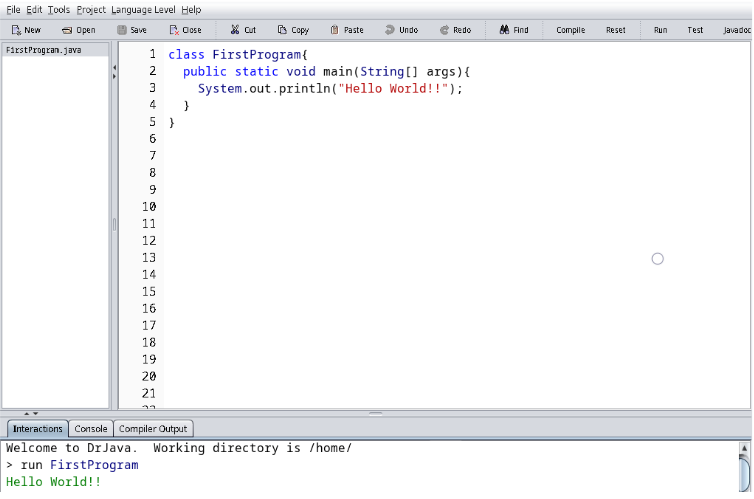 File Edit Tools Project Language Level Help
New Open Save Close Cut Copy Paste Undo Redo Find Compile Reset Run Test Javadoc
FirstProgram.java
1 class FirstProgram{
2 public static void main(String[] args){
3 System.out.println("Hello World!!");
4 }
5 }
6
7
8
9
10
11
12
13
14
15
16
17
18
19
20
21
22
Interactions Console Compiler Output
Welcome to DrJava. Working directory is /home/
> run FirstProgram
Hello World!!